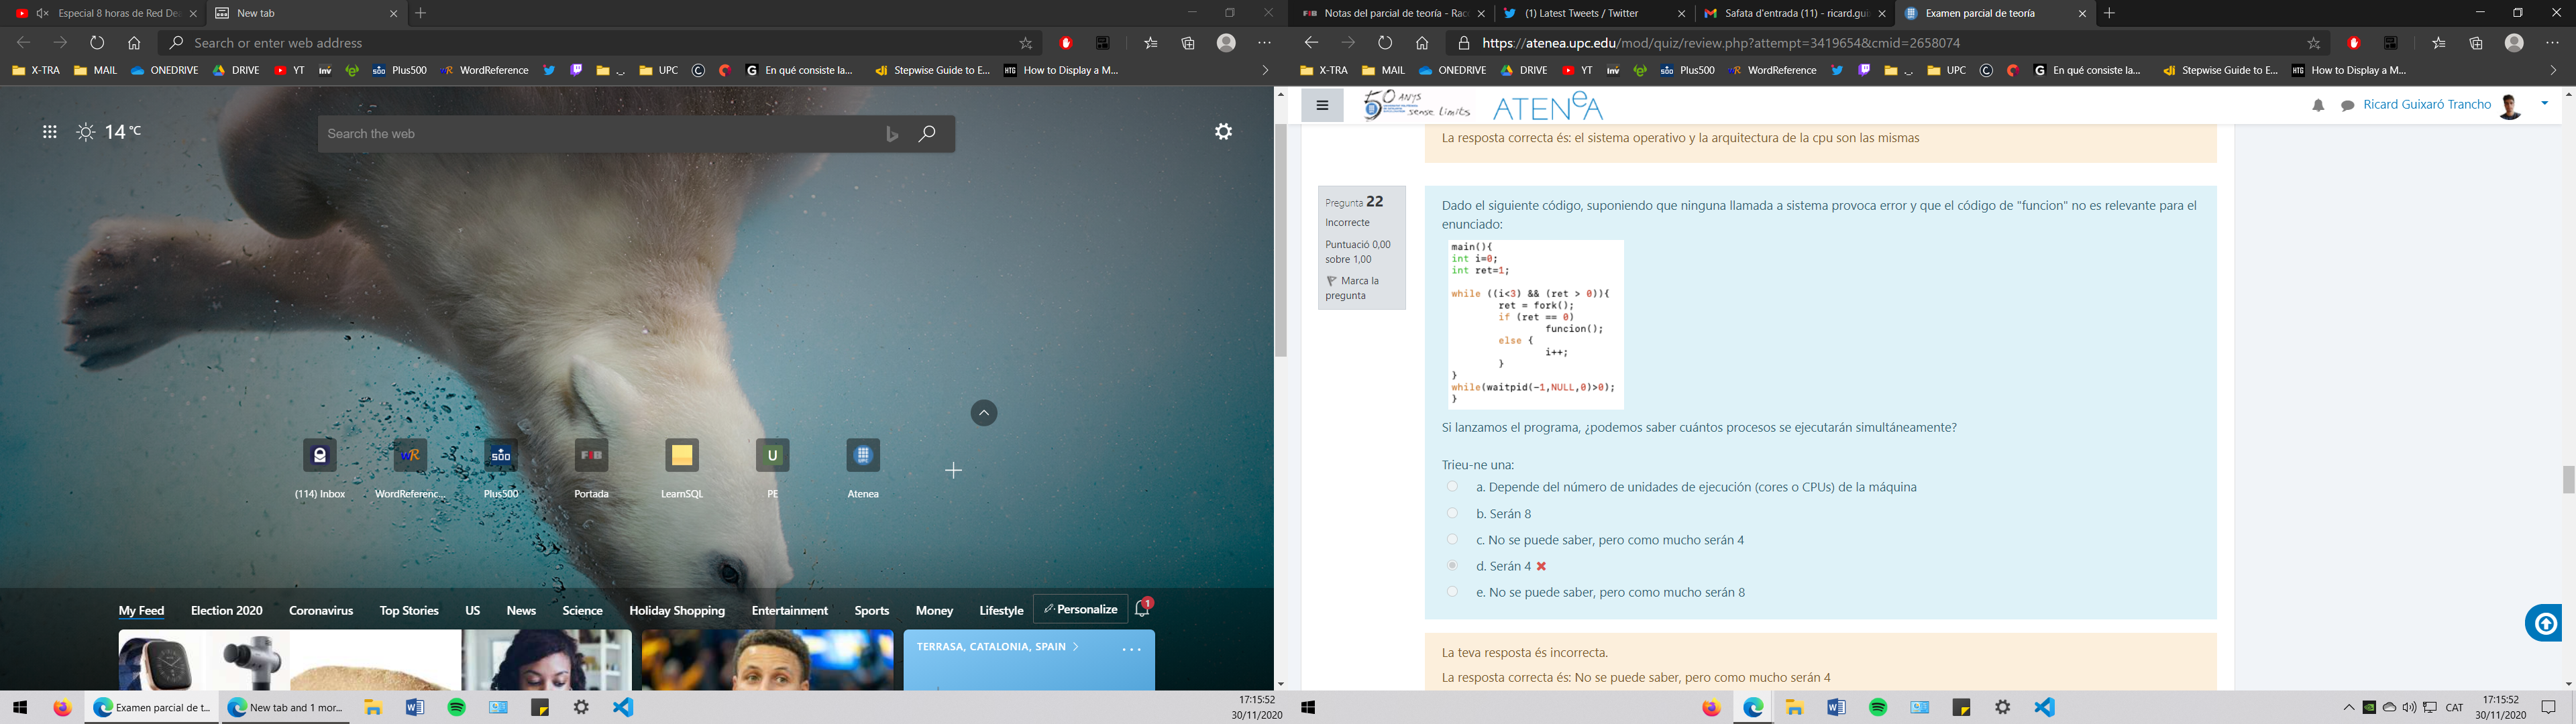 Especial 8 horas de Red De
New tab
Search or enter web address
X-TRA
MAIL
ONEDRIVE
DRIVE
YT
inv
Plus500
WordReference
UPC
En qué consiste la...
Stepwise Guide to E...
How to Display a M...
14 °C
Search the web
(114) Inbox
WordReferenc...
Plus500
Portada
LearnSQL
PE
Atenea
My Feed
Election 2020
Coronavirus
Top Stories
US
News
Science
Holiday Shopping
Entertainment
Sports
Money
Lifestyle
Personalize
1
TERRASA, CATALONIA, SPAIN
Examen parcial de t...
New tab and 1 mor...
17:15:52
30/11/2020
Notas del parcial de teoría - Rac
(1) Latest Tweets / Twitter
Safata d'entrada (11) - ricard.gui
Examen parcial de teoría
https://atenea.upc.edu/mod/quiz/review.php?attempt=3419654&cmid=2658074
X-TRA
MAIL
ONEDRIVE
DRIVE
YT
inv
Plus500
WordReference
UPC
En qué consiste la...
Stepwise Guide to E...
How to Display a M...
50 ANYS
sense límits
ATENeA
Ricard Guixaró Trancho
La resposta correcta és: el sistema operativo y la arquitectura de la cpu son las mismas
Pregunta 22
Incorrecte
Puntuació 0,00
sobre 1,00
Marca la
pregunta
Dado el siguiente código, suponiendo que ninguna llamada a sistema provoca error y que el código de "funcion" no es relevante para el
enunciado:
main(){
int i=0;
int ret=1;
while ((i<3) && (ret > 0)){
ret = fork();
if (ret == 0)
funcion();
else {
i++;
}
}
while(waitpid(-1,NULL,0)>0);
}
Si lanzamos el programa, ¿podemos saber cuántos procesos se ejecutarán simultáneamente?
Trieu-ne una:
a. Depende del número de unidades de ejecución (cores o CPUs) de la máquina
b. Serán 8
c. No se puede saber, pero como mucho serán 4
d. Serán 4
e. No se puede saber, pero como mucho serán 8
La teva resposta és incorrecta.
La resposta correcta és: No se puede saber, pero como mucho serán 4
CAT
17:15:52
30/11/2020